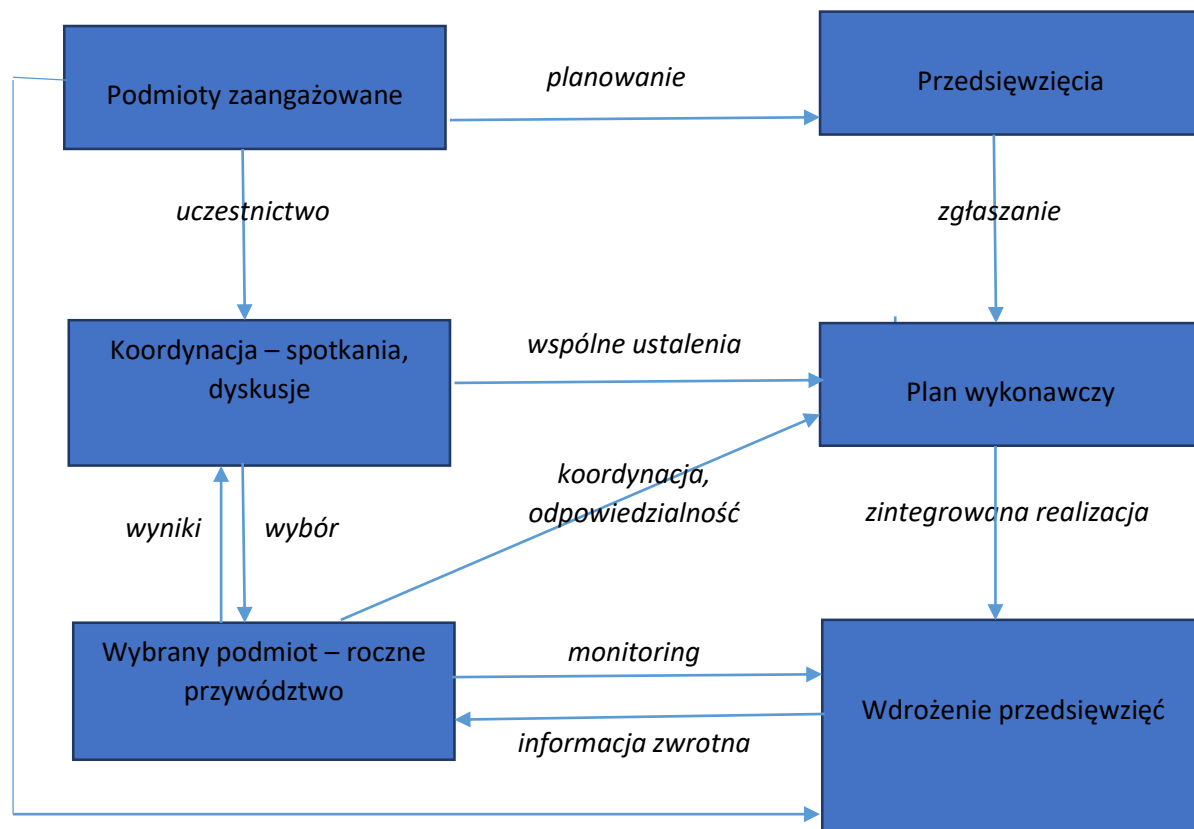 Podmioty zaangażowane
planowanie
Przedsięwzięcia
uczestnictwo
zgłaszanie
Koordynacja – spotkania,
dyskusje
wspólne ustalenia
Plan wykonawczy
koordynacja,
odpowiedzialność
wyniki
wybór
zintegrowana realizacja
Wybrany podmiot – roczne
przywództwo
monitoring
Wdrożenie przedsięwzięć
informacja zwrotna